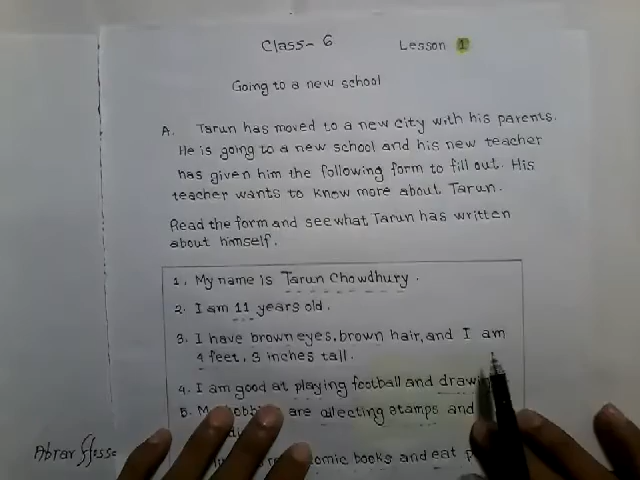 Class- 6
Lesson 1
Going to a new school
A. Tarun has moved to a new city with his parents.
He is going to a new school and his new teacher
has given him the following form to fill out. His
teacher wants to know more about Tarun.
Read the form and see what Tarun has written
about himself.
1. My name is Tarun Chowdhury.
2. I am 11 years old.
3. I have brown eyes, brown hair, and I am
4 feet, 3 inches tall.
4. I am good at playing football and
5. are stamps and
books and eat
Abrar